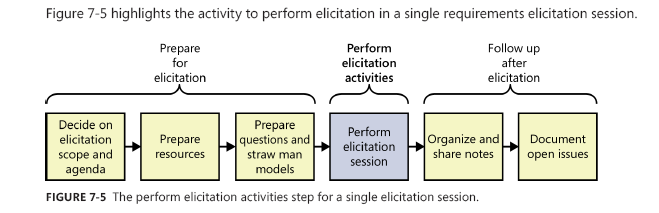 Figure 7-5 highlights the activity to perform elicitation in a single requirements elicitation session.
Prepare
for
elicitation
Perform
elicitation
activities
Follow up
after
elicitation
Decide on
elicitation
scope and
agenda
Prepare
resources
Prepare
questions and
straw man
models
Perform
elicitation
session
Organize and
share notes
Document
open issues
FIGURE 7-5 The perform elicitation activities step for a single elicitation session.